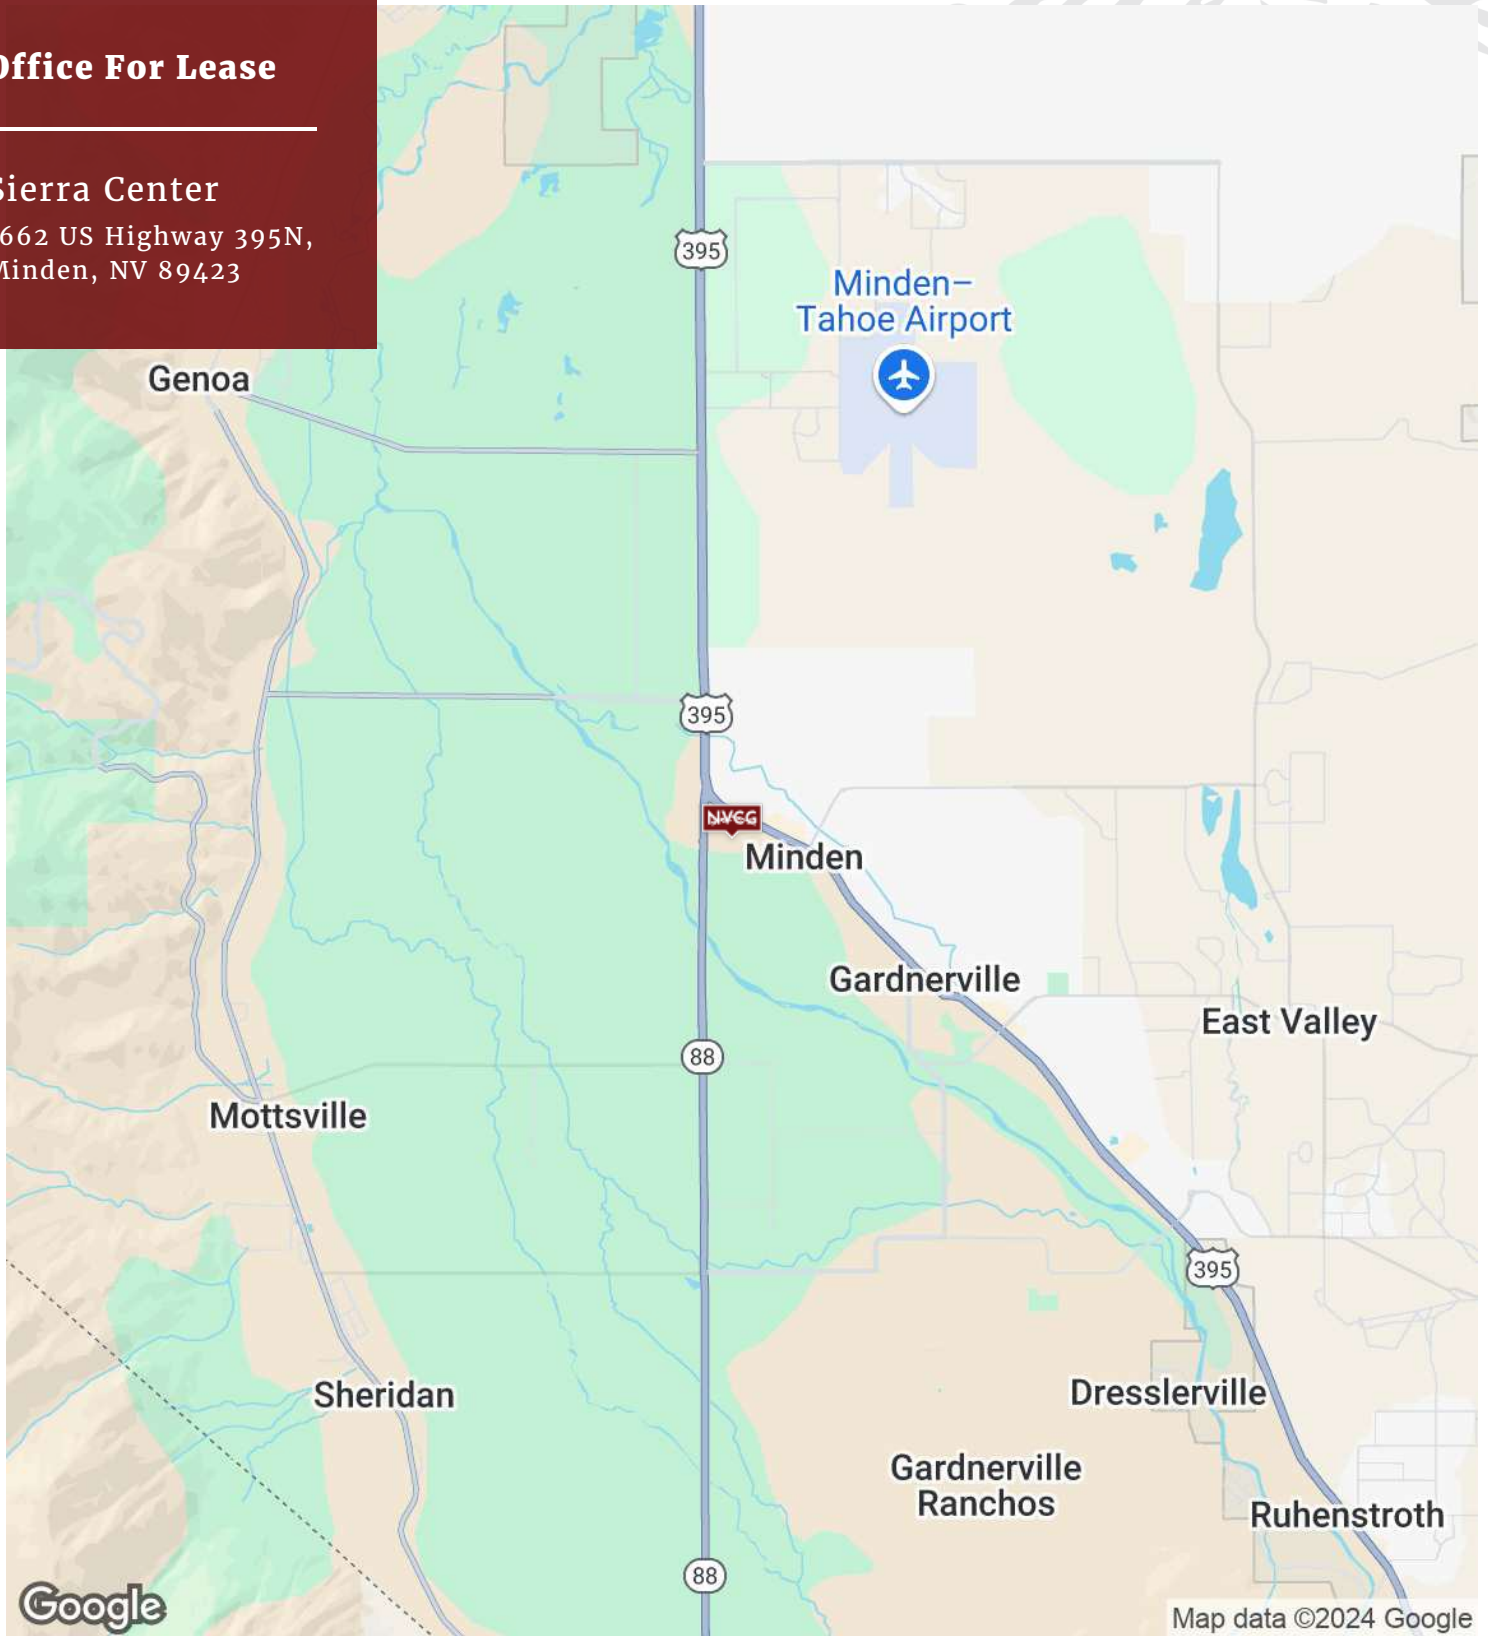 Office For Lease
Sierra Center
662 US Highway 395N,
Minden, NV 89423
395
Minden–
Tahoe Airport
Genoa
395
NVCG
Minden
Gardnerville
East Valley
88
Mottsville
395
Sheridan
Dresslerville
Gardnerville
Ranchos
Ruhenstroth
88
Google
Map data ©2024 Google